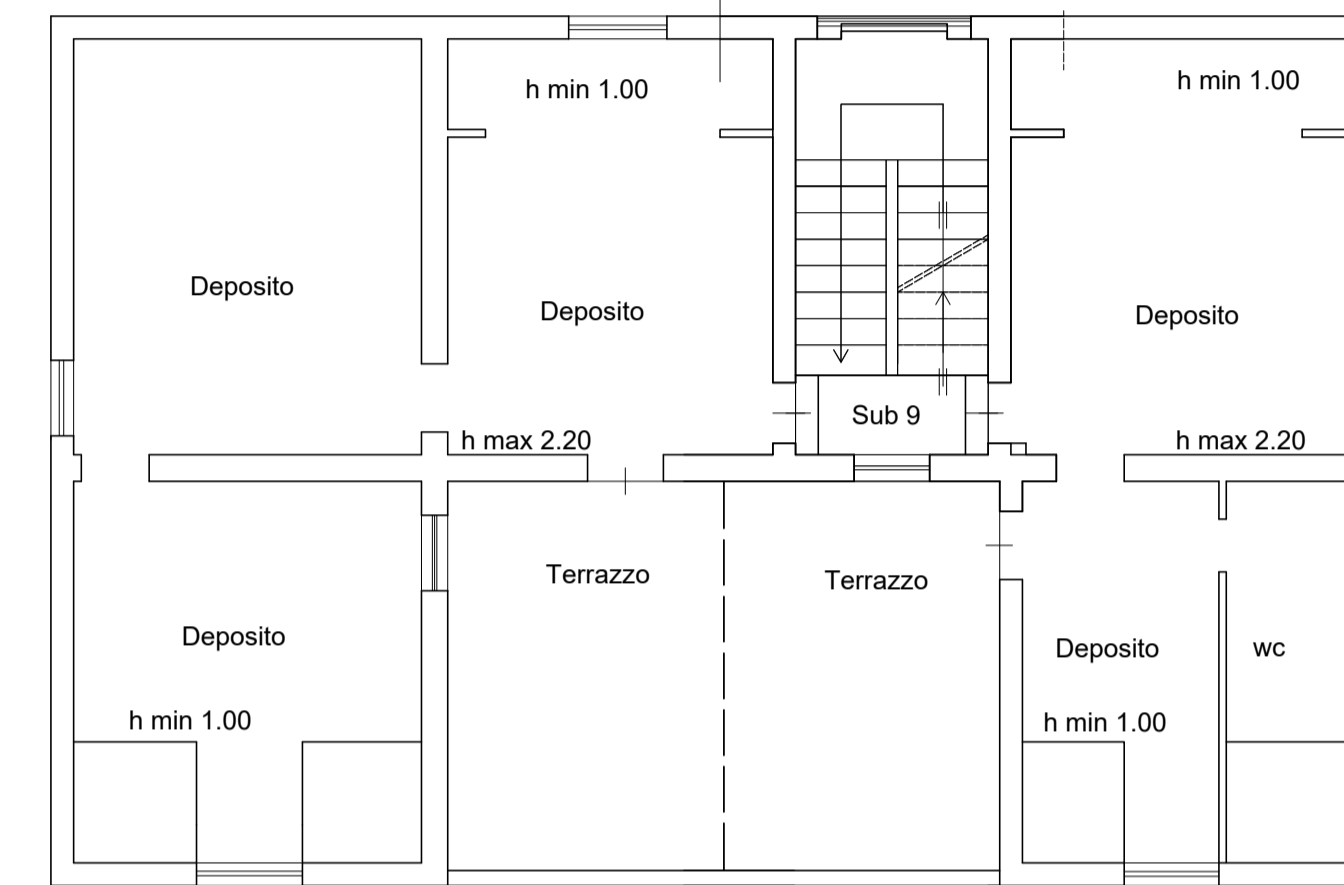 h min 1.00
h min 1.00
Deposito
Deposito
Deposito
Sub 9
h max 2.20
h max 2.20
Terrazzo
Terrazzo
Deposito
Deposito
wc
h min 1.00
h min 1.00